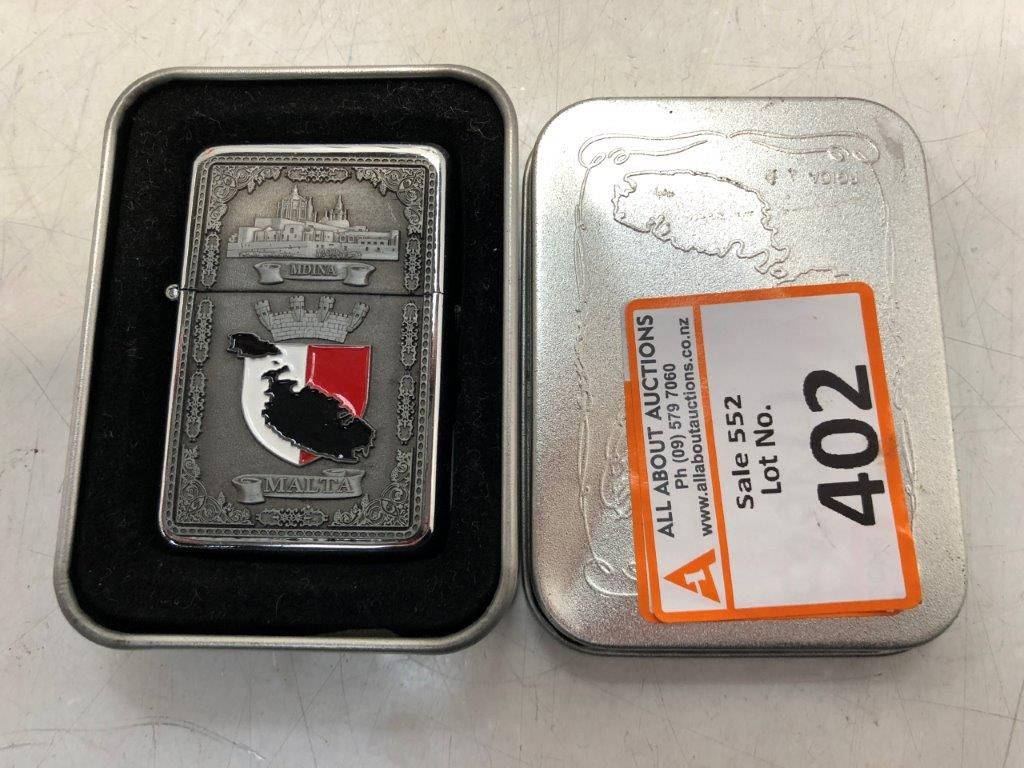 MDINA
MALTA
ALL ABOUT AUCTIONS
Ph (09) 579 7060
www.allaboutauctions.co.nz
Sale 552
Lot No.
402